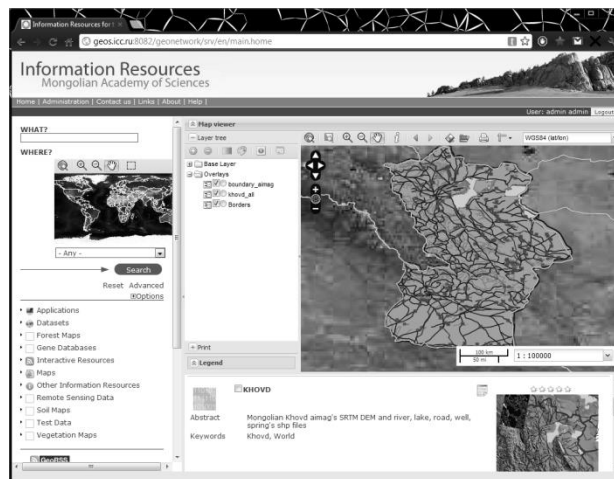 Information Resources for
geos.icc.ru:8082/geonetwork/srv/en/main.home
Information Resources
Mongolian Academy of Sciences
Home | Administration | Contact us | Links | About | Help |
User: admin admin Logout
WHAT?
WHERE?
- Any -
Search
Reset Advanced
Options
Applications
Datasets
Forest Maps
Gene Databases
Interactive Resources
Maps
Other Information Resources
Remote Sensing Data
Soil Maps
Test Data
Vegetation Maps
Map viewer
Layer tree
Base Layer
Overlays
boundary_aimag
khovd_all
Borders
Print
Legend
WGS84 (lat/lon)
100 km
50 mi
1 : 100000
KHOVD
Abstract Mongolian Khovd aimag's SRTM DEM and river, lake, road, well,
spring's shp files
Keywords Khovd, World